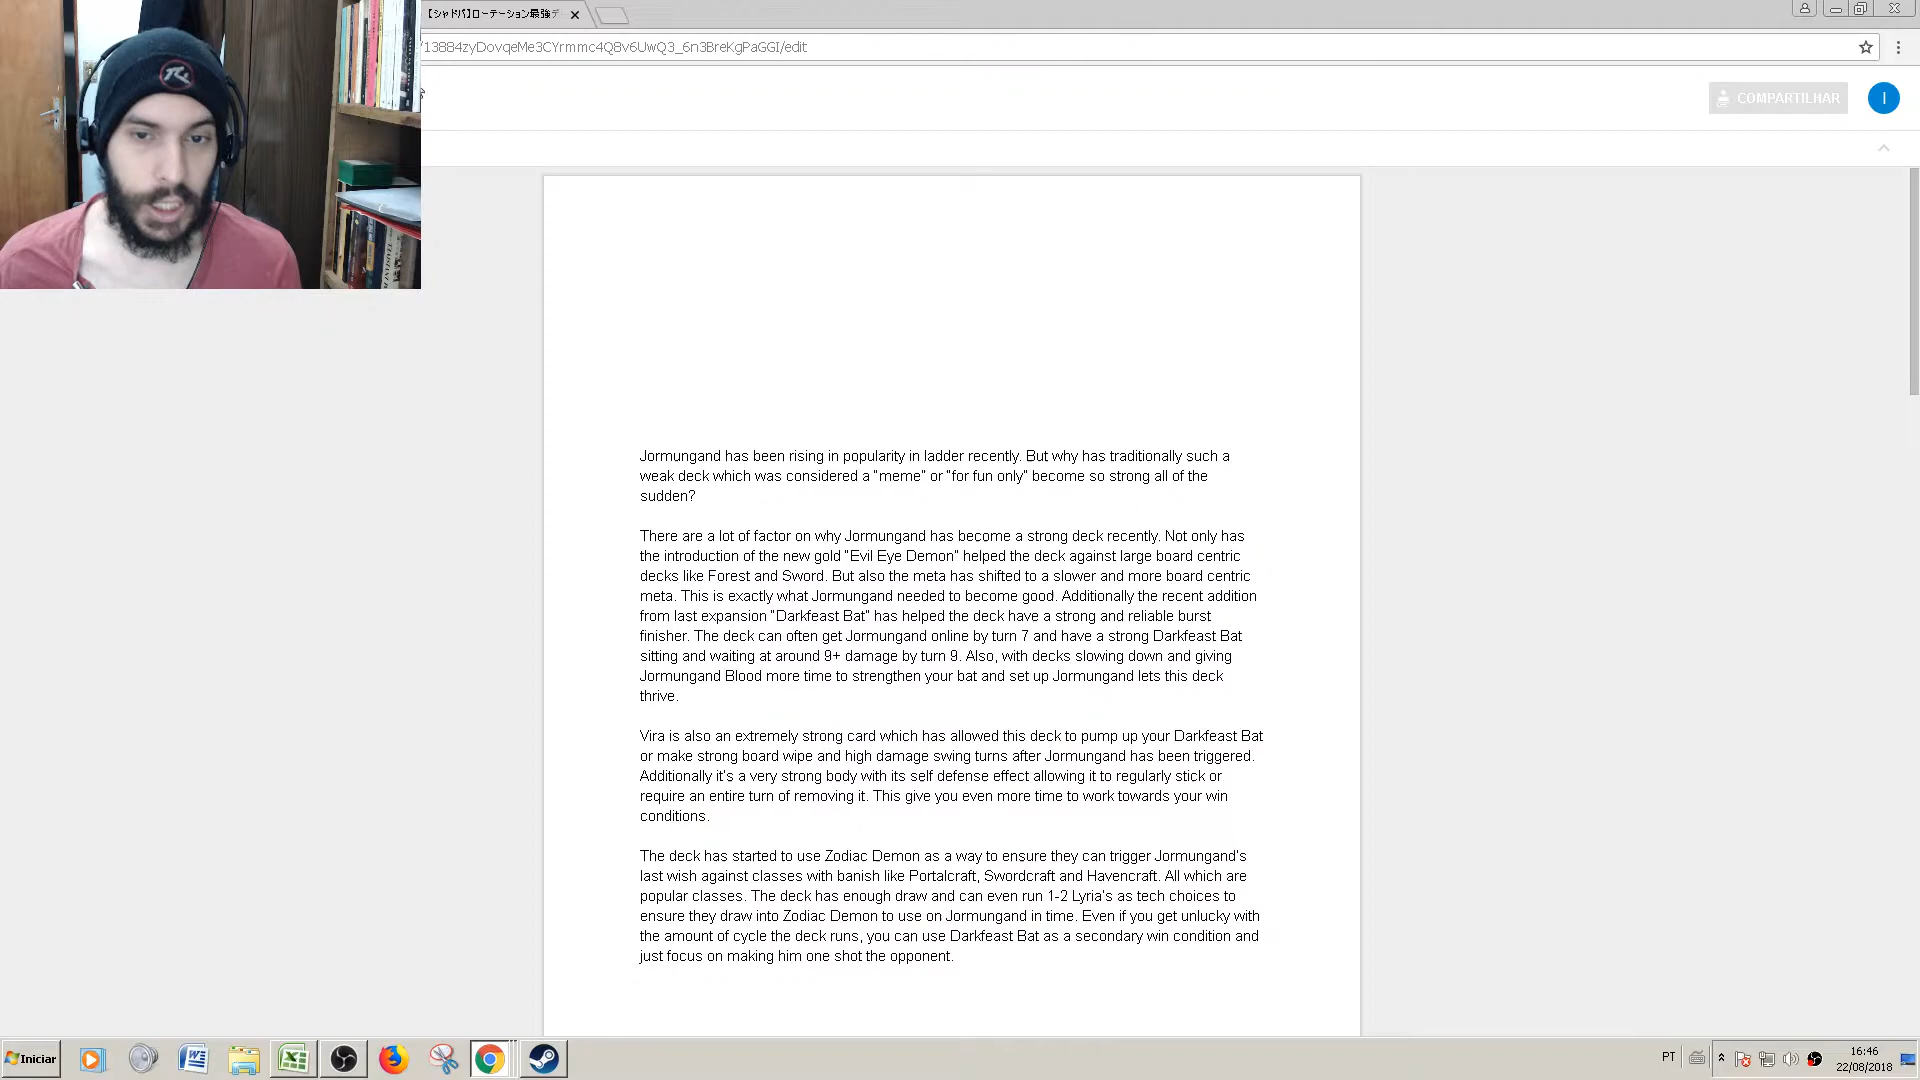 【シャドバ】ローテーション最強デ
/13884zyDovqeMe3CYrmmc4Q8v6UwQ3_6n3BreKgPaGGI/edit
COMPARTILHAR
I
Jormungand has been rising in popularity in ladder recently. But why has traditionally such a
weak deck which was considered a "meme" or "for fun only" become so strong all of the
sudden?
There are a lot of factor on why Jormungand has become a strong deck recently. Not only has
the introduction of the new gold "Evil Eye Demon" helped the deck against large board centric
decks like Forest and Sword. But also the meta has shifted to a slower and more board centric
meta. This is exactly what Jormungand needed to become good. Additionally the recent addition
from last expansion "Darkfeast Bat" has helped the deck have a strong and reliable burst
finisher. The deck can often get Jormungand online by turn 7 and have a strong Darkfeast Bat
sitting and waiting at around 9+ damage by turn 9. Also, with decks slowing down and giving
Jormungand Blood more time to strengthen your bat and set up Jormungand lets this deck
thrive.
Vira is also an extremely strong card which has allowed this deck to pump up your Darkfeast Bat
or make strong board wipe and high damage swing turns after Jormungand has been triggered.
Additionally it's a very strong body with its self defense effect allowing it to regularly stick or
require an entire turn of removing it. This give you even more time to work towards your win
conditions.
The deck has started to use Zodiac Demon as a way to ensure they can trigger Jormungand's
last wish against classes with banish like Portalcraft, Swordcraft and Havencraft. All which are
popular classes. The deck has enough draw and can even run 1-2 Lyria's as tech choices to
ensure they draw into Zodiac Demon to use on Jormungand in time. Even if you get unlucky with
the amount of cycle the deck runs, you can use Darkfeast Bat as a secondary win condition and
just focus on making him one shot the opponent.
Iniciar
PT
16:46
22/08/2018